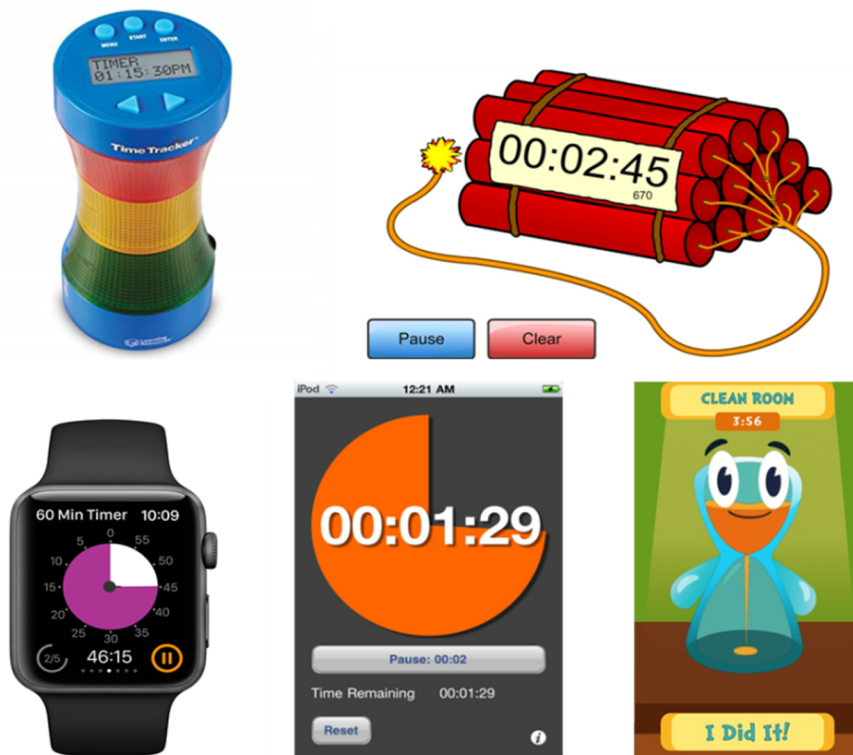 MENU START ENTER
TIMER
01:15:30PM
Time Tracker
Learning
Resources
00:02:45
670
Pause
Clear
60 Min Timer 10:09
0
5 55
10 50
15 45
20 40
25 35
30
2/5 46:15
iPod 12:21 AM
00:01:29
Pause: 00:02
Time Remaining 00:01:29
Reset
i
CLEAN ROOM
3:56
I Did It!